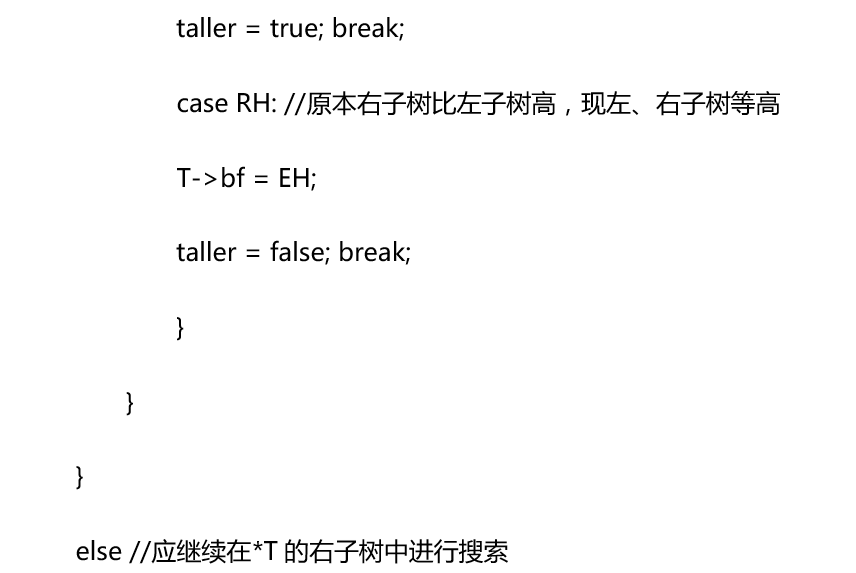 taller = true; break;
case RH: //原本右子树比左子树高，现左、右子树等高
T->bf = EH;
taller = false; break;
}
}
}
else //应继续在*T 的右子树中进行搜索